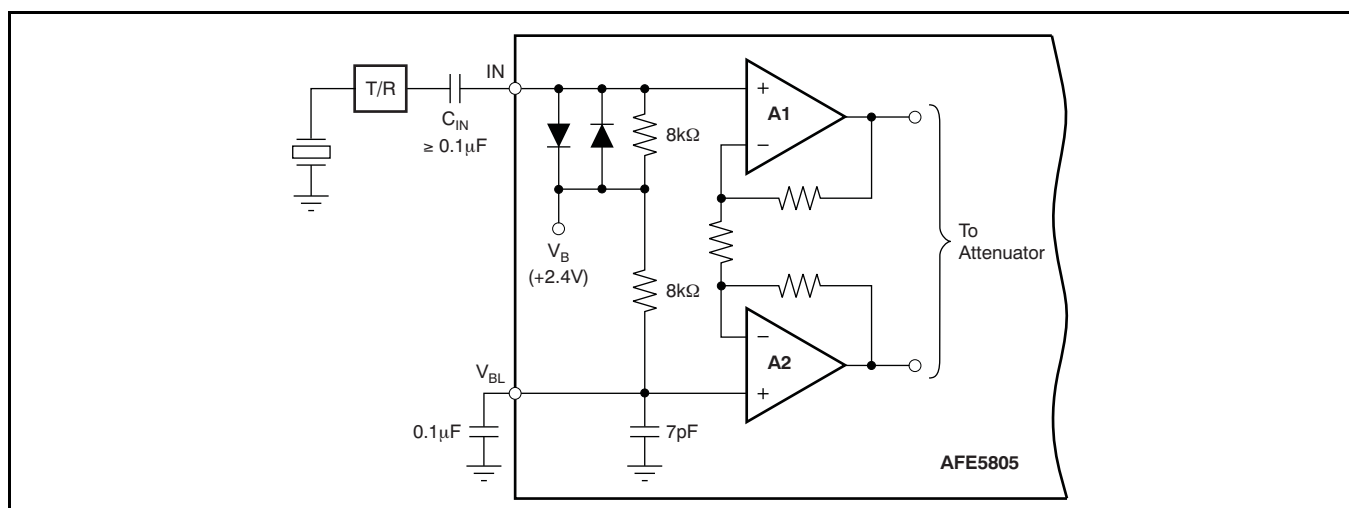 T/R
IN
C_IN
≥ 0.1μF
8kΩ
V_B
(+2.4V)
8kΩ
V_BL
0.1μF
7pF
+
A1
−
−
A2
+
To
Attenuator
AFE5805